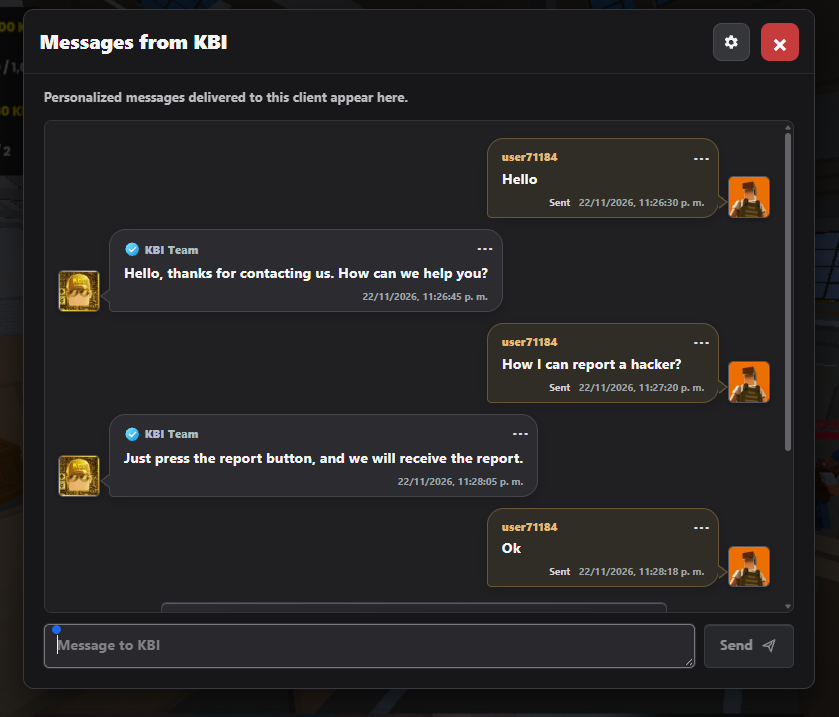 Messages from KBI
Personalized messages delivered to this client appear here.
user71184
Hello
Sent 22/11/2026, 11:26:30 p. m.
KBI Team
Hello, thanks for contacting us. How can we help you?
22/11/2026, 11:26:45 p. m.
user71184
How I can report a hacker?
Sent 22/11/2026, 11:27:20 p. m.
KBI Team
Just press the report button, and we will receive the report.
22/11/2026, 11:28:05 p. m.
user71184
Ok
Sent 22/11/2026, 11:28:18 p. m.
Message to KBI
Send